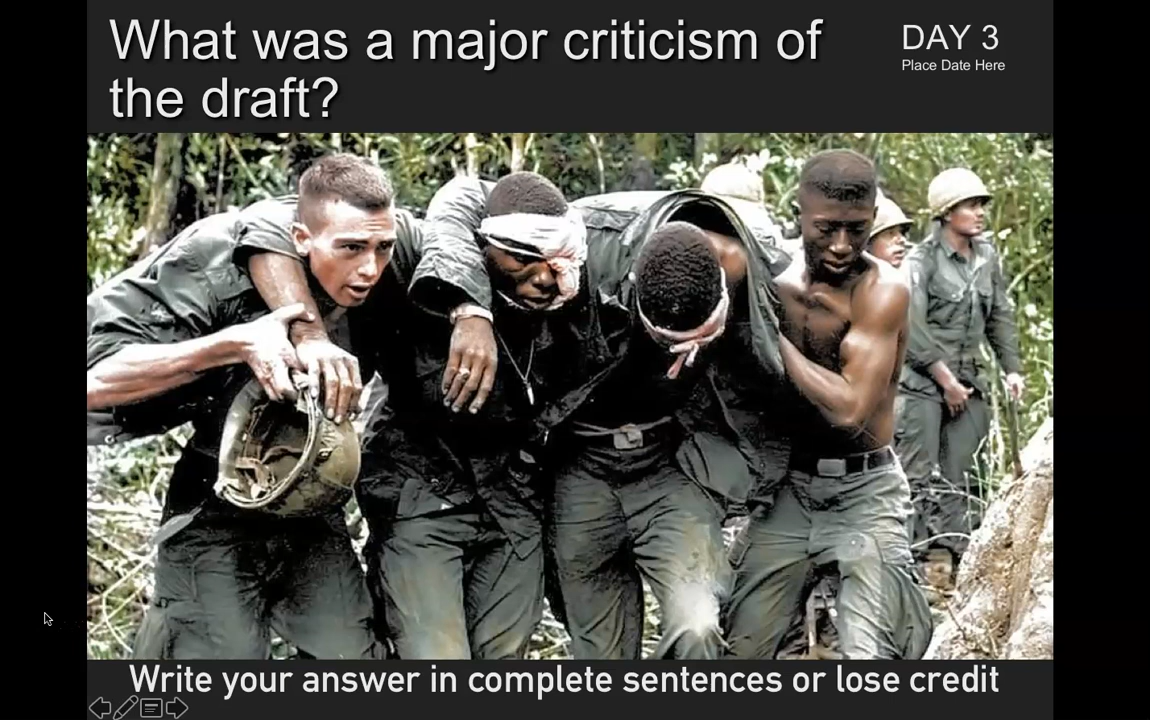 What was a major criticism of
the draft?
DAY 3
Place Date Here
Write your answer in complete sentences or lose credit